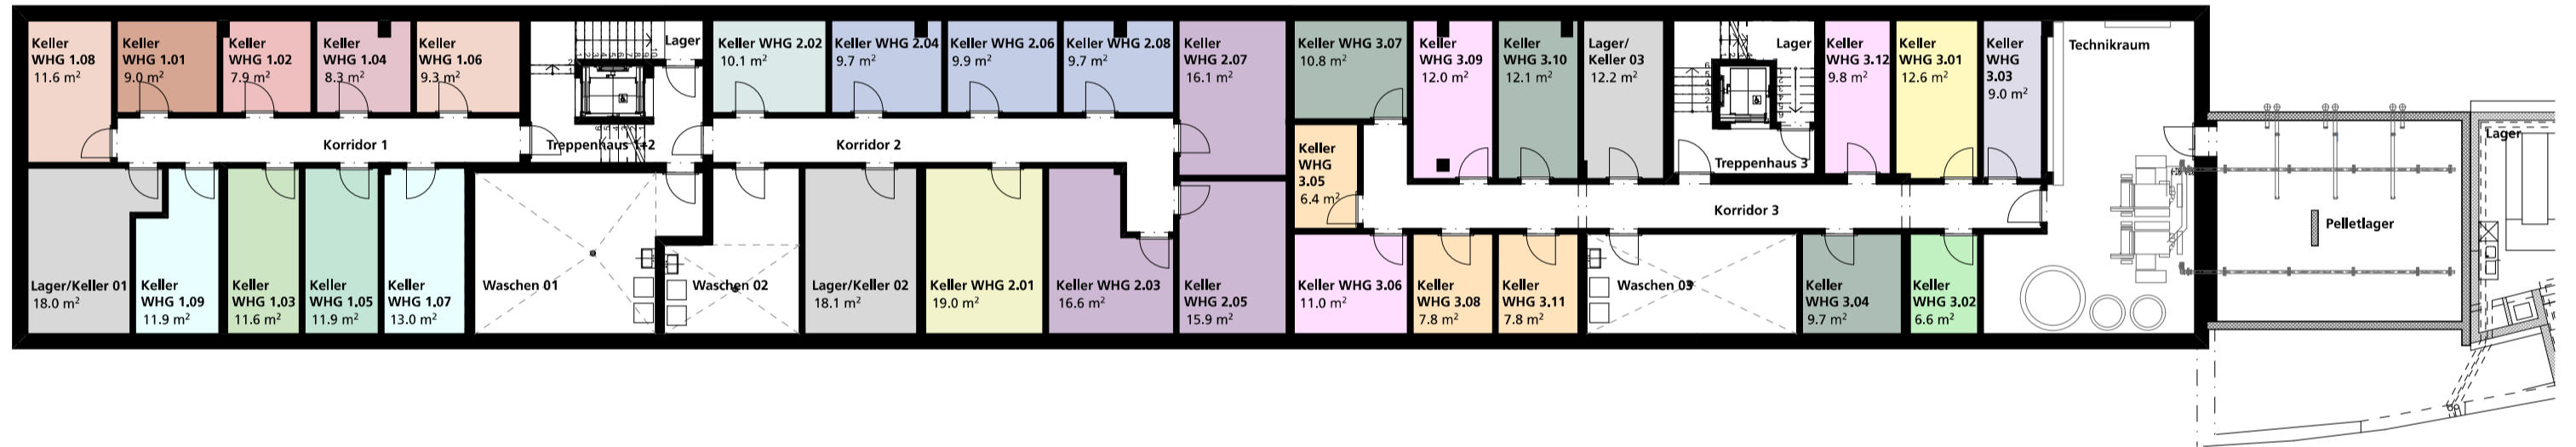 Keller
WHG 1.08
11.6 m²
Keller
WHG 1.01
9.0 m²
Keller
WHG 1.02
7.9 m²
Keller
WHG 1.04
8.3 m²
Keller
WHG 1.06
9.3 m²
Lager
Keller WHG 2.02
10.1 m²
Keller WHG 2.04
9.7 m²
Keller WHG 2.06
9.9 m²
Keller WHG 2.08
9.7 m²
Keller
WHG 2.07
16.1 m²
Keller WHG 3.07
10.8 m²
Keller
WHG 3.09
12.0 m²
Keller
WHG 3.10
12.1 m²
Lager/
Keller 03
12.2 m²
Lager
Keller
WHG 3.12
9.8 m²
Keller
WHG 3.01
12.6 m²
Keller
WHG
3.03
9.0 m²
Technikraum
Korridor 1
Treppenhaus 1+2
Korridor 2
Keller
WHG
3.05
6.4 m²
Treppenhaus 3
Korridor 3
Lager
Pelletlager
Lager/Keller 01
18.0 m²
Keller
WHG 1.09
11.9 m²
Keller
WHG 1.03
11.6 m²
Keller
WHG 1.05
11.9 m²
Keller
WHG 1.07
13.0 m²
Waschen 01
Waschen 02
Lager/Keller 02
18.1 m²
Keller WHG 2.01
19.0 m²
Keller WHG 2.03
16.6 m²
Keller
WHG 2.05
15.9 m²
Keller WHG 3.06
11.0 m²
Keller
WHG 3.08
7.8 m²
Keller
WHG 3.11
7.8 m²
Waschen 03
Keller
WHG 3.04
9.7 m²
Keller
WHG 3.02
6.6 m²